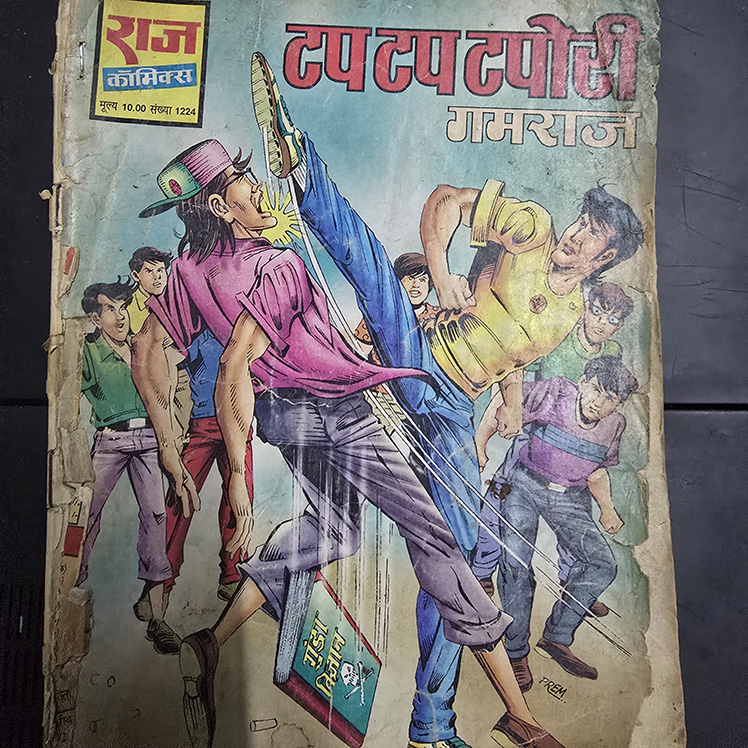 राज
कॉमिक्स
मूल्य 10.00 संख्या 1224
टपटपटपोरी
गमराज
गुंडा
विज्ञान
PREM